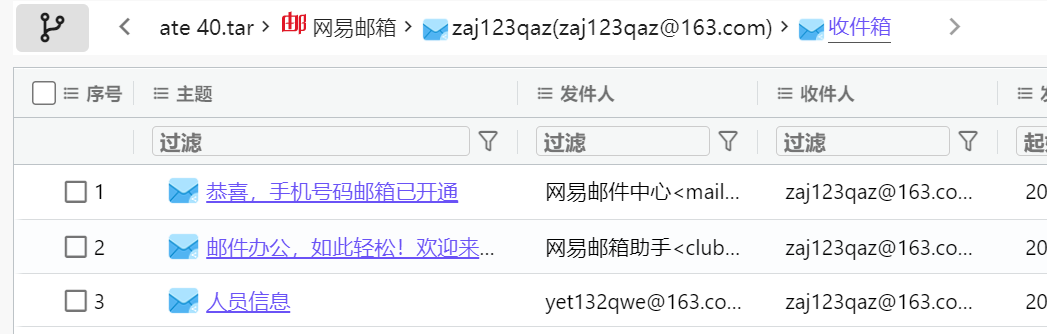 ate 40.tar > 邮 网易邮箱 > zaj123qaz(zaj123qaz@163.com) > 收件箱
序号 主题 发件人 收件人
过滤 过滤 过滤
1 恭喜，手机号码邮箱已开通 网易邮件中心<mail... zaj123qaz@163.co... 20
2 邮件办公，如此轻松！欢迎来... 网易邮箱助手<club... zaj123qaz@163.co... 20
3 人员信息 yet132qwe@163.co... zaj123qaz@163.co... 20